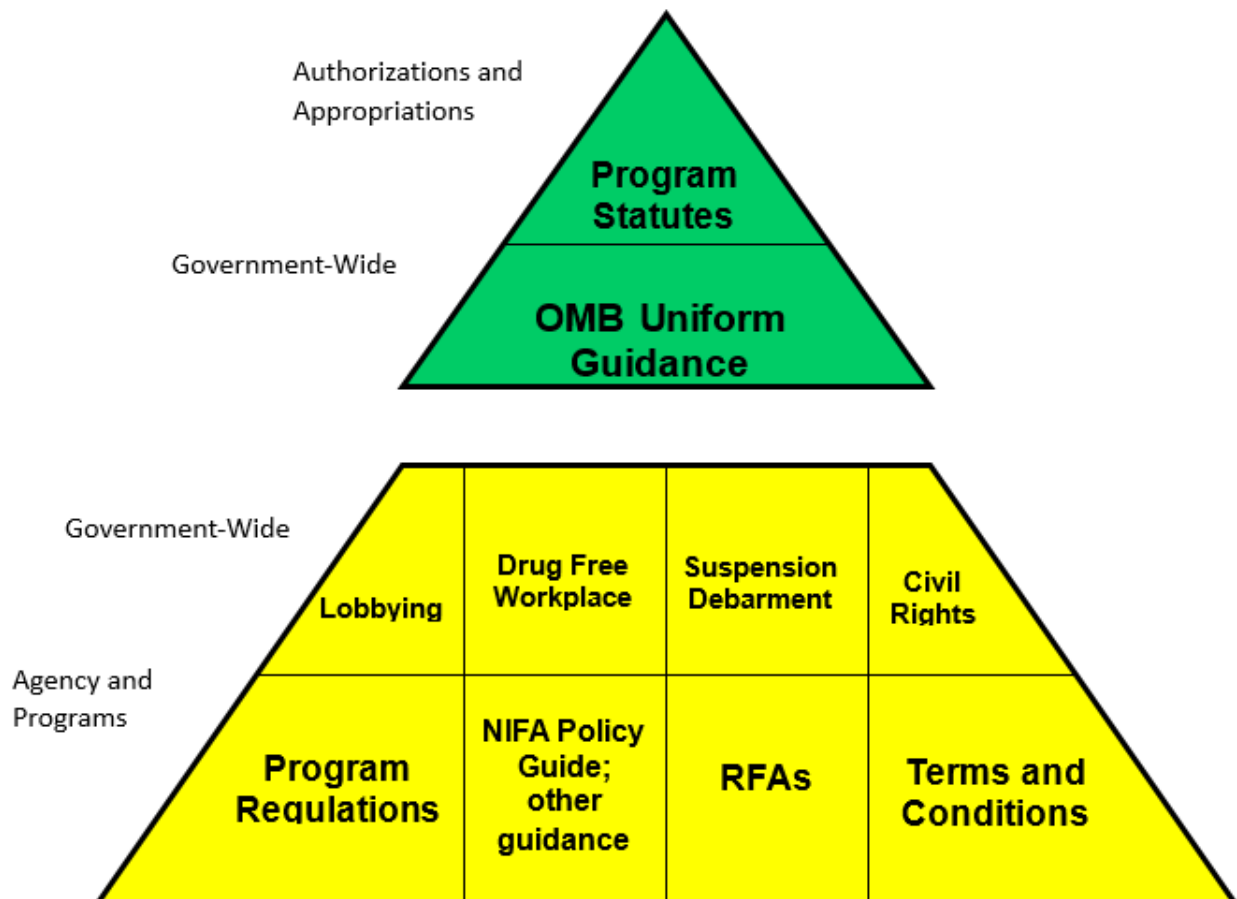 Authorizations and
Appropriations
Program
Statutes
Government-Wide
OMB Uniform
Guidance
Government-Wide
Lobbying
Drug Free
Workplace
Suspension
Debarment
Civil
Rights
Agency and
Programs
Program
Regulations
NIFA Policy
Guide;
other
guidance
RFAs
Terms and
Conditions